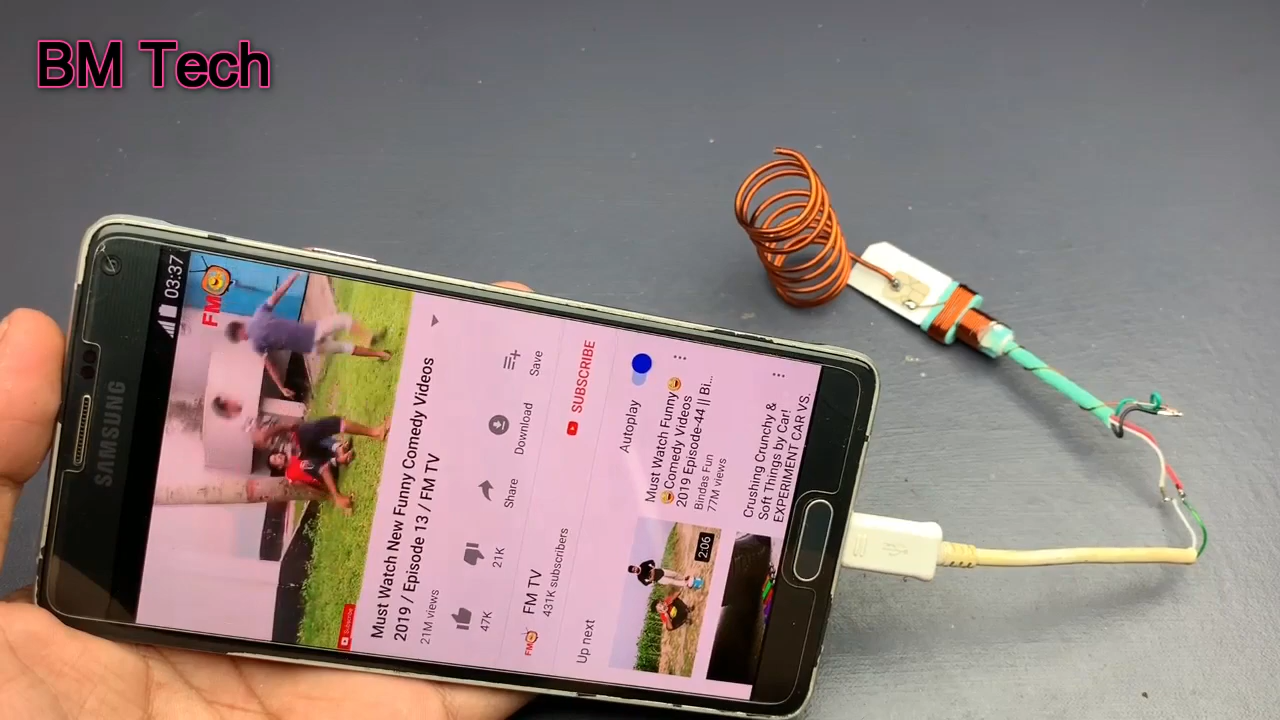 BM Tech
SAMSUNG
03:37
FM
Must Watch New Funny Comedy Videos
2019 / Episode 13 / FM TV
21M views
47K
21K
Share
Download
Save
FM TV
431K subscribers
SUBSCRIBE
Up next
Autoplay
2:06
Must Watch Funny😂
😂Comedy Videos
2019 Episode-44 || Bi...
Bindas Fun
77M views
Crushing Crunchy &
Soft Things by Car!
EXPERIMENT CAR VS.
Subscribe